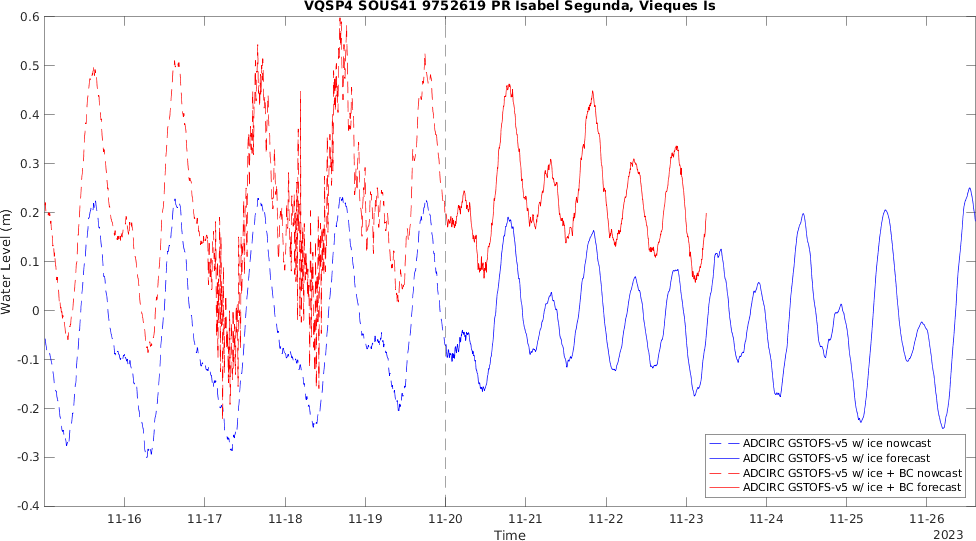 VQSP4 SOUS41 9752619 PR Isabel Segunda, Vieques Is
0.6
0.5
0.4
0.3
0.2
0.1
0
-0.1
-0.2
-0.3
-0.4
Water Level (m)
ADCIRC GSTOFS-v5 w/ ice nowcast
ADCIRC GSTOFS-v5 w/ ice forecast
ADCIRC GSTOFS-v5 w/ ice + BC nowcast
ADCIRC GSTOFS-v5 w/ ice + BC forecast
11-16 11-17 11-18 11-19 11-20 11-21 11-22 11-23 11-24 11-25 11-26
Time
2023